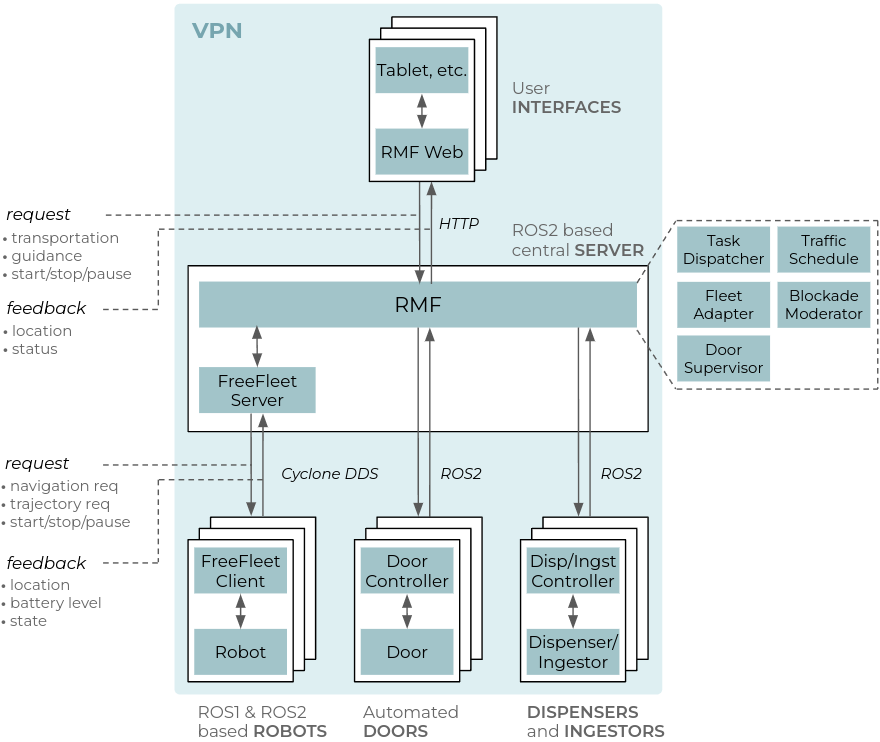 VPN
Tablet, etc.
RMF Web
User
INTERFACES
request
• transportation
• guidance
• start/stop/pause
feedback
• location
• status
HTTP
ROS2 based
central SERVER
RMF
FreeFleet
Server
Task
Dispatcher
Traffic
Schedule
Fleet
Adapter
Blockade
Moderator
Door
Supervisor
request
• navigation req
• trajectory req
• start/stop/pause
feedback
• location
• battery level
• state
Cyclone DDS
ROS2
ROS2
FreeFleet
Client
Robot
Door
Controller
Door
Disp/Ingst
Controller
Dispenser/
Ingestor
ROS1 & ROS2
based ROBOTS
Automated
DOORS
DISPENSERS
and INGESTORS